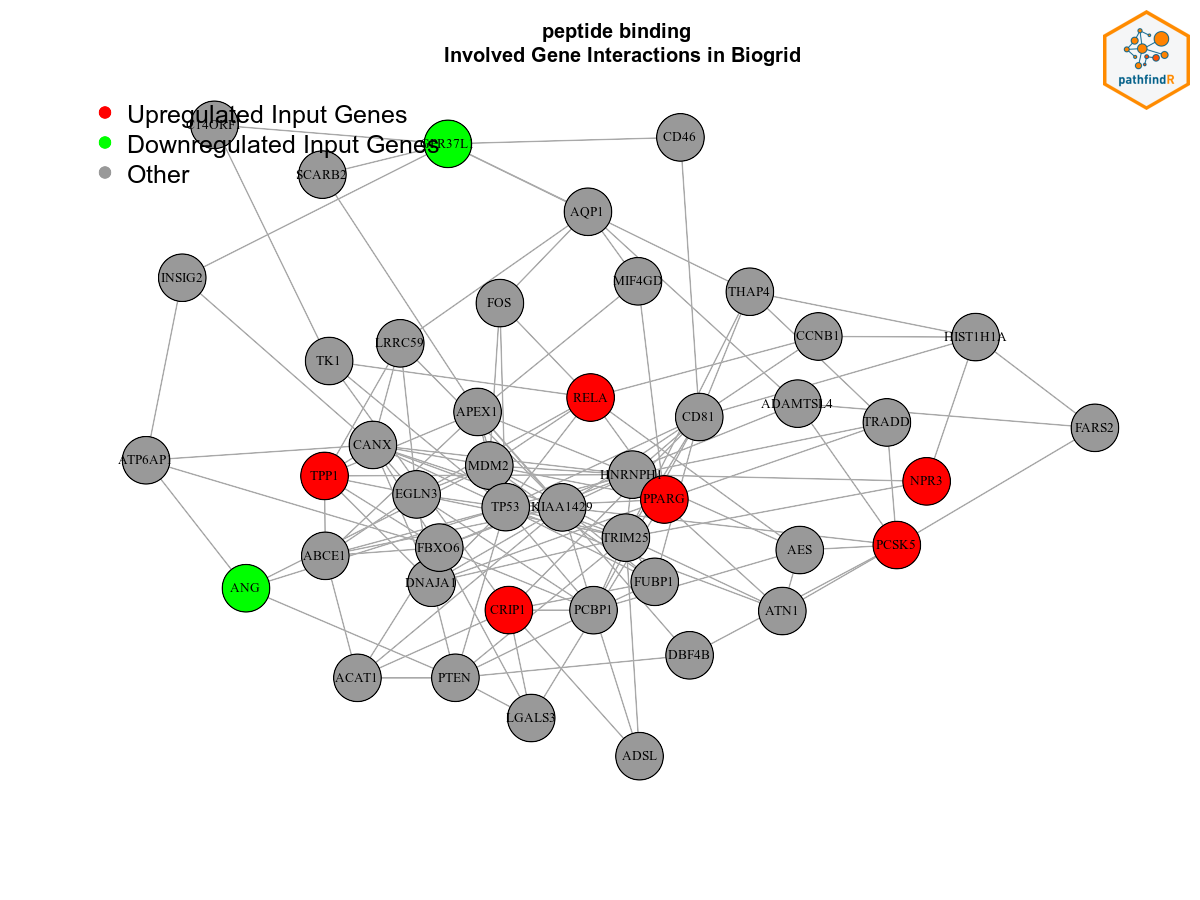 peptide binding
Involved Gene Interactions in Biogrid
pathfindR
Upregulated Input Genes
Downregulated Input Genes
Other
CD46
SCARB2
AQP1
INSIG2
MIF4GD
THAP4
FOS
CCNB1
HIST1H1A
LRRC59
TK1
RELA
ADAMTSL4
APEX1
CD81
TRADD
FARS2
CANX
ATP6AP
MDM2
TPP1
HNRNPH1
NPR3
EGLN3
PPARG
TP53
KIAA1429
TRIM25
PCSK5
FBXO6
AES
ABCE1
DNAJA1
FUBP1
ANG
CRIP1
PCBP1
ATN1
DBF4B
ACAT1
PTEN
LGALS3
ADSL